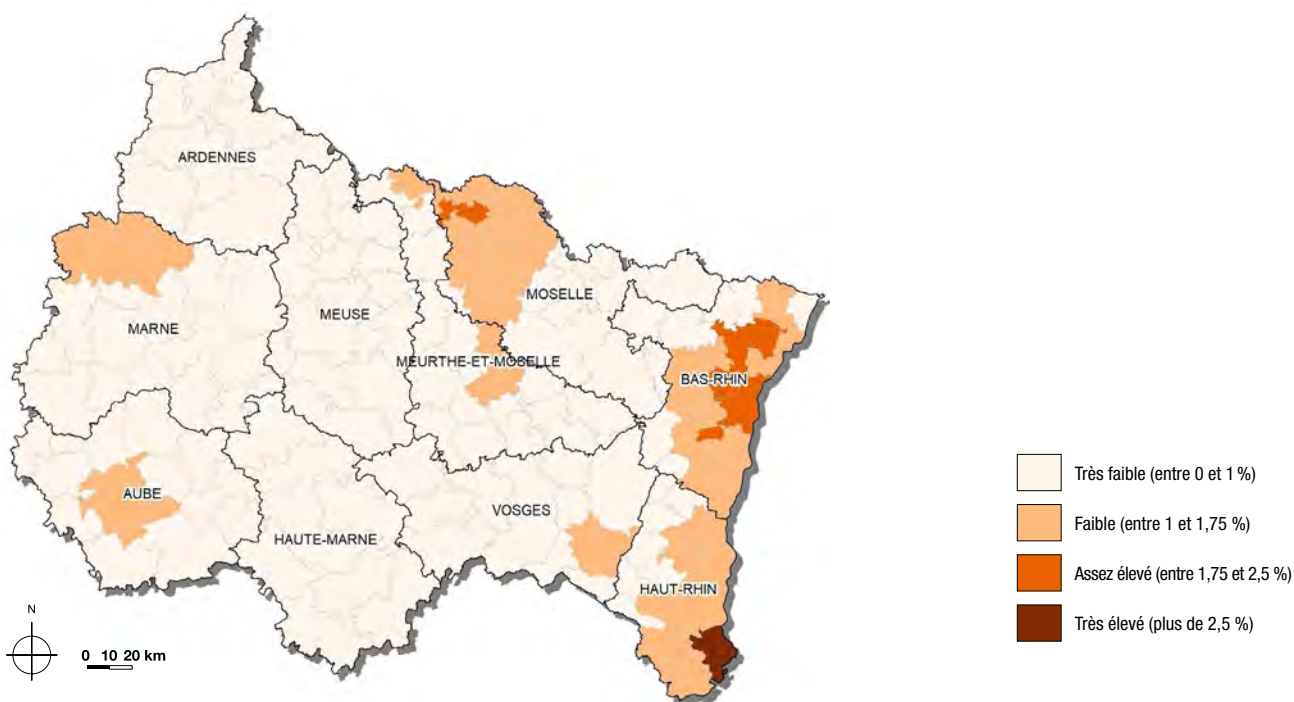 ARDENNES
MOSELLE
MEUSE
MARNE
MEURTHE-ET-MOSELLE
BAS-RHIN
AUBE
VOSGES
HAUTE-MARNE
HAUT-RHIN
N
0 10 20 km
Très faible (entre 0 et 1 %)
Faible (entre 1 et 1,75 %)
Assez élevé (entre 1,75 et 2,5 %)
Très élevé (plus de 2,5 %)